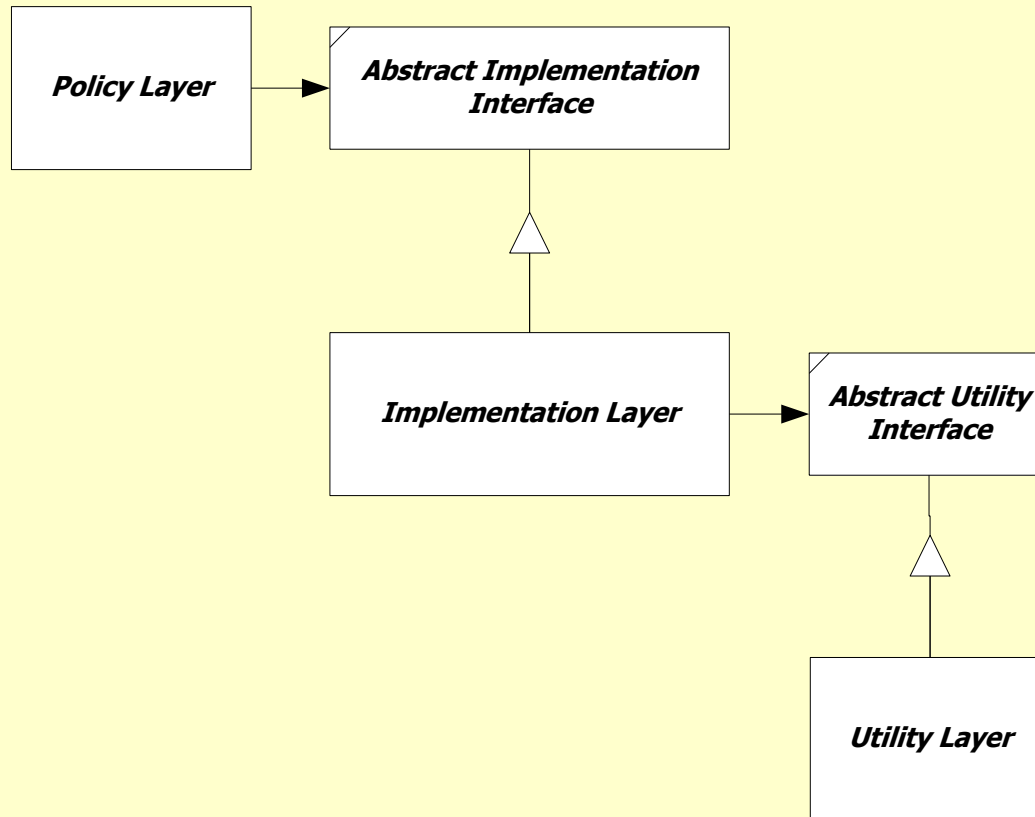 Policy Layer
Abstract Implementation
Interface
Implementation Layer
Abstract Utility
Interface
Utility Layer